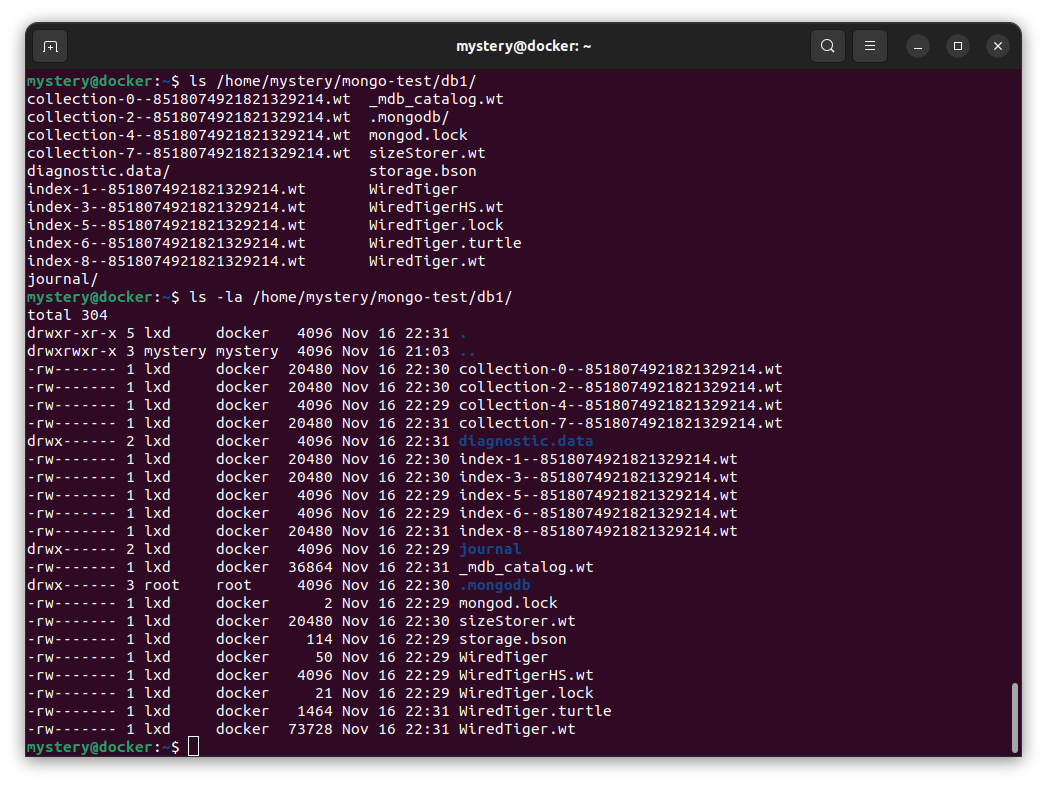 mystery@docker: ~
mystery@docker:~$ ls /home/mystery/mongo-test/db1/
collection-0--8518074921821329214.wt  _mdb_catalog.wt
collection-2--8518074921821329214.wt  .mongodb/
collection-4--8518074921821329214.wt  mongod.lock
collection-7--8518074921821329214.wt  sizeStorer.wt
diagnostic.data/                      storage.bson
index-1--8518074921821329214.wt       WiredTiger
index-3--8518074921821329214.wt       WiredTigerHS.wt
index-5--8518074921821329214.wt       WiredTiger.lock
index-6--8518074921821329214.wt       WiredTiger.turtle
index-8--8518074921821329214.wt       WiredTiger.wt
journal/
mystery@docker:~$ ls -la /home/mystery/mongo-test/db1/
total 304
drwxr-xr-x 5 lxd     docker   4096 Nov 16 22:31 .
drwxrwxr-x 3 mystery mystery  4096 Nov 16 21:03 ..
-rw------- 1 lxd     docker  20480 Nov 16 22:30 collection-0--8518074921821329214.wt
-rw------- 1 lxd     docker  20480 Nov 16 22:30 collection-2--8518074921821329214.wt
-rw------- 1 lxd     docker   4096 Nov 16 22:29 collection-4--8518074921821329214.wt
-rw------- 1 lxd     docker  20480 Nov 16 22:31 collection-7--8518074921821329214.wt
drwx------ 2 lxd     docker   4096 Nov 16 22:31 diagnostic.data
-rw------- 1 lxd     docker  20480 Nov 16 22:30 index-1--8518074921821329214.wt
-rw------- 1 lxd     docker  20480 Nov 16 22:30 index-3--8518074921821329214.wt
-rw------- 1 lxd     docker   4096 Nov 16 22:29 index-5--8518074921821329214.wt
-rw------- 1 lxd     docker   4096 Nov 16 22:29 index-6--8518074921821329214.wt
-rw------- 1 lxd     docker  20480 Nov 16 22:31 index-8--8518074921821329214.wt
drwx------ 2 lxd     docker   4096 Nov 16 22:29 journal
-rw------- 1 lxd     docker  36864 Nov 16 22:31 _mdb_catalog.wt
drwx------ 3 root    root     4096 Nov 16 22:30 .mongodb
-rw------- 1 lxd     docker      2 Nov 16 22:29 mongod.lock
-rw------- 1 lxd     docker  20480 Nov 16 22:30 sizeStorer.wt
-rw------- 1 lxd     docker    114 Nov 16 22:29 storage.bson
-rw------- 1 lxd     docker     50 Nov 16 22:29 WiredTiger
-rw------- 1 lxd     docker   4096 Nov 16 22:29 WiredTigerHS.wt
-rw------- 1 lxd     docker     21 Nov 16 22:29 WiredTiger.lock
-rw------- 1 lxd     docker   1464 Nov 16 22:31 WiredTiger.turtle
-rw------- 1 lxd     docker  73728 Nov 16 22:31 WiredTiger.wt
mystery@docker:~$